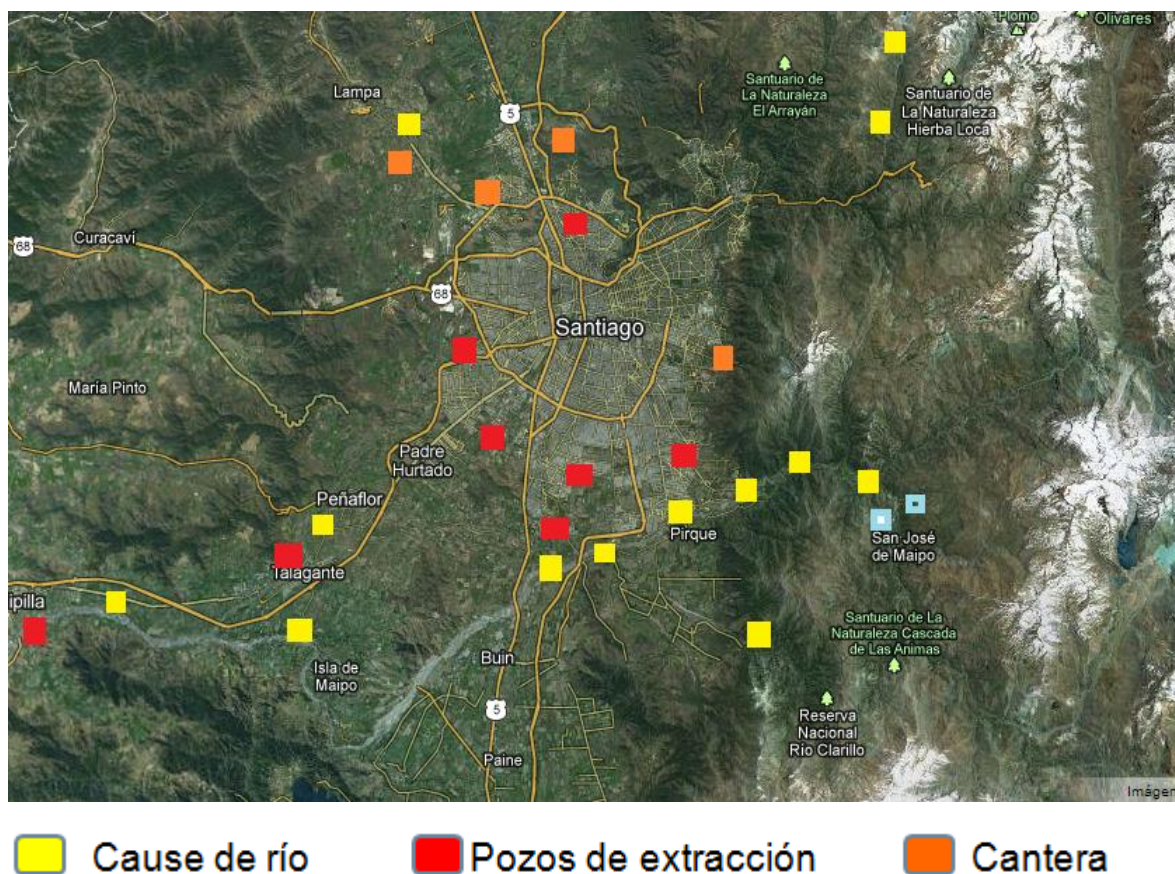 Plomo
Olivares
Santuario de
La Naturaleza
El Arrayán
Santuario de
La Naturaleza
Hierba Loca
Lampa
5
Curacaví
68
68
Santiago
María Pinto
Padre
Hurtado
Peñaflor
Pirque
San José
de Maipo
Talagante
ipilla
Santuario de La
Naturaleza Cascada
de Las Animas
Isla de
Maipo
Buin
5
Reserva
Nacional
Río Clarillo
Paine
Imágen
Cause de río
Pozos de extracción
Cantera